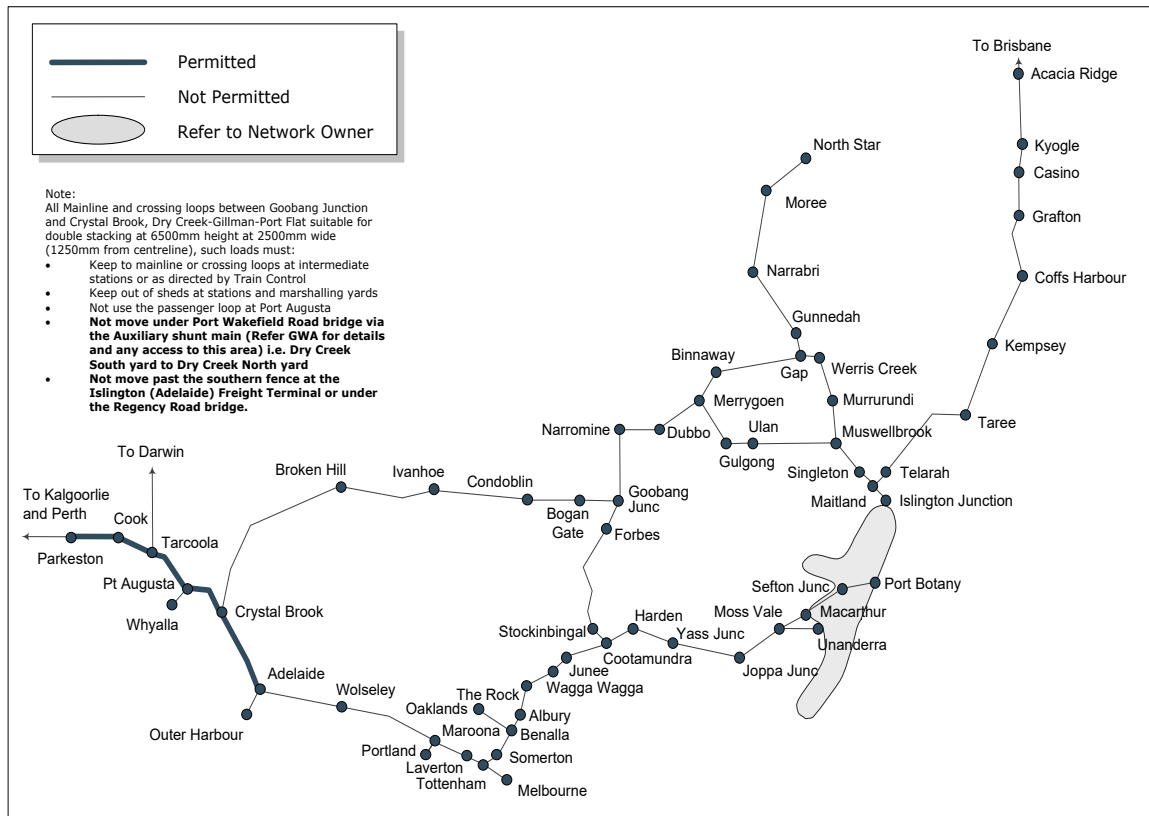 Permitted
Not Permitted
Refer to Network Owner
Note:
All Mainline and crossing loops between Goobang Junction
and Crystal Brook, Dry Creek-Gillman-Port Flat suitable for
double stacking at 6500mm height at 2500mm wide
(1250mm from centreline), such loads must:
• Keep to mainline or crossing loops at intermediate
stations or as directed by Train Control
• Keep out of sheds at stations and marshalling yards
• Not use the passenger loop at Port Augusta
• Not move under Port Wakefield Road bridge via
the Auxiliary shunt main (Refer GWA for details
and any access to this area) i.e. Dry Creek
South yard to Dry Creek North yard
• Not move past the southern fence at the
Islington (Adelaide) Freight Terminal or under
the Regency Road bridge.
To Brisbane
Acacia Ridge
Kyogle
Casino
Grafton
Coffs Harbour
Kempsey
Taree
North Star
Moree
Narrabri
Gunnedah
Gap
Werris Creek
Binnaway
Murrurundi
Merrygoen
Narromine
Dubbo
Ulan
Gulgong
Muswellbrook
Singleton
Telarah
Maitland
Islington Junction
To Darwin
To Kalgoorlie
and Perth
Cook
Parkeston
Tarcoola
Pt Augusta
Whyalla
Crystal Brook
Broken Hill
Ivanhoe
Condoblin
Bogan
Gate
Goobang
Junc
Forbes
Sefton Junc
Port Botany
Moss Vale
Macarthur
Unanderra
Stockinbingal
Harden
Yass Junc
Cootamundra
Joppa Junc
Junee
Wagga Wagga
The Rock
Oaklands
Albury
Benalla
Adelaide
Outer Harbour
Wolseley
Maroona
Portland
Laverton
Tottenham
Somerton
Melbourne